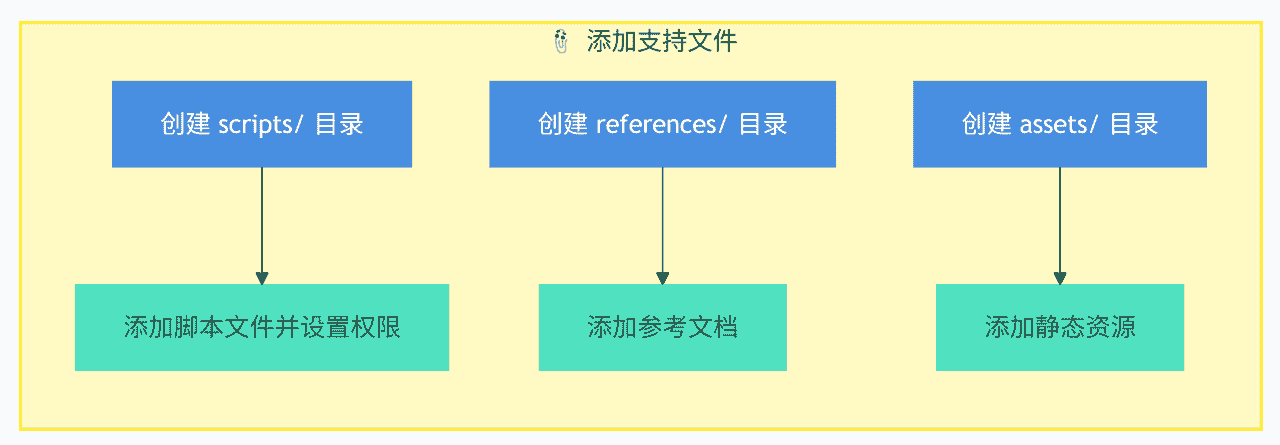 添加支持文件
创建 scripts/ 目录
创建 references/ 目录
创建 assets/ 目录
添加脚本文件并设置权限
添加参考文档
添加静态资源